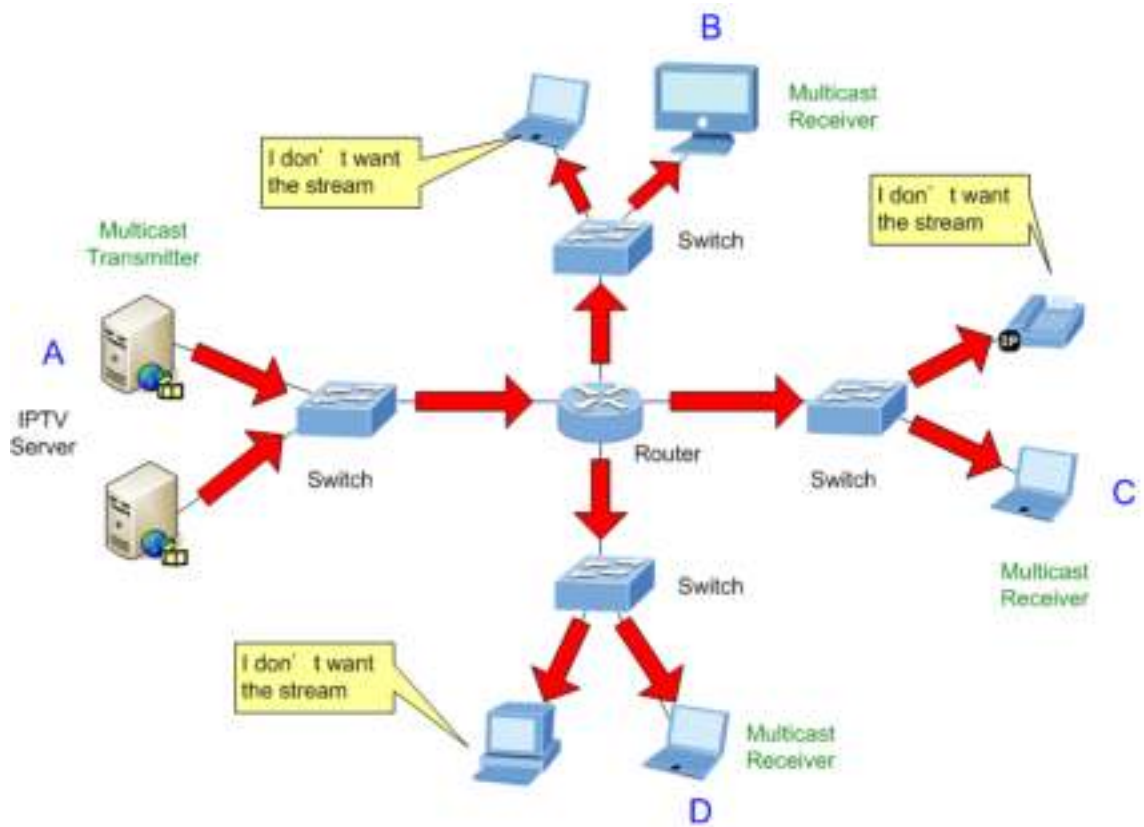 B
Multicast
Receiver
I don' t want
the stream
I don' t want
the stream
Switch
Multicast
Transmitter
A
IPTV
Server
IP
Switch
Router
Switch
C
Switch
Multicast
Receiver
I don' t want
the stream
Multicast
Receiver
D